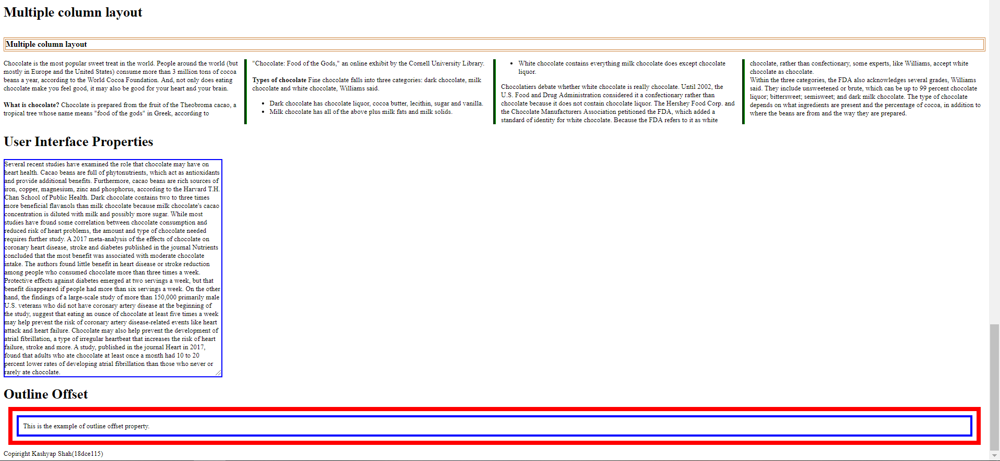 Multiple column layout
Multiple column layout
Chocolate is the most popular sweet treat in the world. People around the world (but
mostly in Europe and the United States) consume more than 3 million tons of cocoa
beans a year, according to the World Cocoa Foundation. And, not only does eating
chocolate make you feel good, it may also be good for your heart and your brain.
What is chocolate? Chocolate is prepared from the fruit of the Theobroma cacao, a
tropical tree whose name means "food of the gods" in Greek, according to
"Chocolate: Food of the Gods," an online exhibit by the Cornell University Library.
Types of chocolate Fine chocolate falls into three categories: dark chocolate, milk
chocolate and white chocolate, Williams said.
• Dark chocolate has chocolate liquor, cocoa butter, lecithin, sugar and vanilla.
• Milk chocolate has all of the above plus milk fats and milk solids.
• White chocolate contains everything milk chocolate does except chocolate
liquor.
Chocolatiers debate whether white chocolate is really chocolate. Until 2002, the
U.S. Food and Drug Administration considered it a confectionary rather than
chocolate because it does not contain chocolate liquor. The Hershey Food Corp. and
the Chocolate Manufacturers Association petitioned the FDA, which added a
standard of identity for white chocolate. Because the FDA refers to it as white
chocolate, rather than confectionary, some experts, like Williams, accept white
chocolate as chocolate.
Within the three categories, the FDA also acknowledges several grades, Williams
said. They include unsweetened or brute, which can be up to 99 percent chocolate
liquor; bittersweet; semisweet; and dark milk chocolate. The type of chocolate
depends on what ingredients are present and the percentage of cocoa, in addition to
where the beans are from and the way they are prepared.
User Interface Properties
Several recent studies have examined the role that chocolate may have on
heart health. Cacao beans are full of phytonutrients, which act as antioxidants
and provide additional benefits. Furthermore, cacao beans are rich sources of
iron, copper, magnesium, zinc and phosphorus, according to the Harvard T.H.
Chan School of Public Health. Dark chocolate contains two to three times
more beneficial flavanols than milk chocolate because milk chocolate's cacao
concentration is diluted with milk and possibly more sugar. While most
studies have found some correlation between chocolate consumption and
reduced risk of heart problems, the amount and type of chocolate needed
requires further study. A 2017 meta-analysis of the effects of chocolate on
coronary heart disease, stroke and diabetes published in the journal Nutrients
concluded that the most benefit was associated with moderate chocolate
intake. The authors found little benefit in heart disease or stroke reduction
among people who consumed chocolate more than three times a week.
Protective effects against diabetes emerged at two servings a week, but that
benefit disappeared if people had more than six servings a week. On the other
hand, the findings of a large-scale study of more than 150,000 primarily male
U.S. veterans who did not have coronary artery disease at the beginning of
the study, suggest that eating an ounce of chocolate at least five times a week
may help prevent the risk of coronary artery disease-related events like heart
attack and heart failure. Chocolate may also help prevent the development of
atrial fibrillation, a type of irregular heartbeat that increases the risk of heart
failure, stroke and more. A study, published in the journal Heart in 2017,
found that adults who ate chocolate at least once a month had 10 to 20
percent lower rates of developing atrial fibrillation than those who never or
rarely ate chocolate.
Outline Offset
This is the example of outline offset property.
Copiright Kashyap Shah(18dce115)